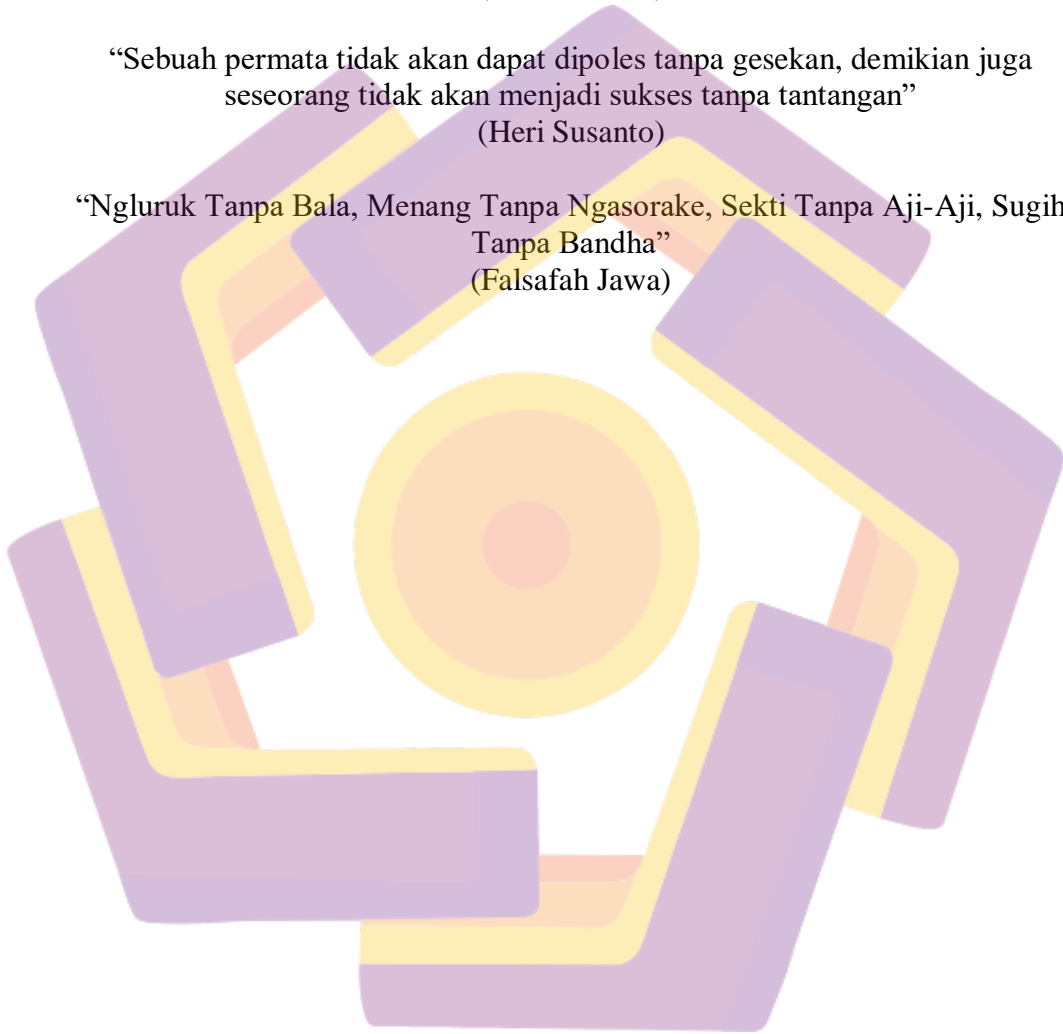 “Sebuah permata tidak akan dapat dipoles tanpa gesekan, demikian juga
seseorang tidak akan menjadi sukses tanpa tantangan”
(Heri Susanto)
“Ngluruk Tanpa Bala, Menang Tanpa Ngasorake, Sekti Tanpa Aji-Aji, Sugih
Tanpa Bandha”
(Falsafah Jawa)